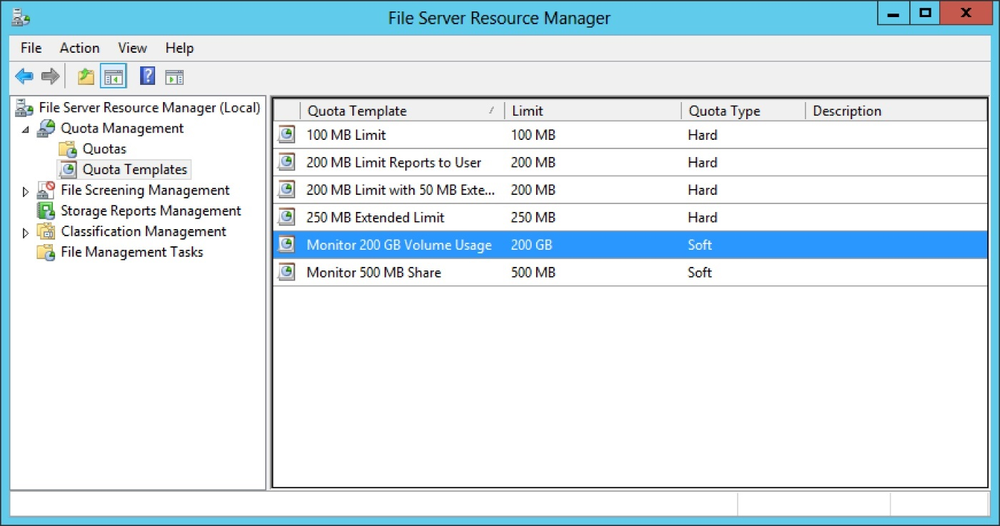 File Server Resource Manager
File Action View Help
File Server Resource Manager (Local)
Quota Management
Quotas
Quota Templates
File Screening Management
Storage Reports Management
Classification Management
File Management Tasks
Quota Template Limit Quota Type Description
100 MB Limit 100 MB Hard
200 MB Limit Reports to User 200 MB Hard
200 MB Limit with 50 MB Exte... 200 MB Hard
250 MB Extended Limit 250 MB Hard
Monitor 200 GB Volume Usage 200 GB Soft
Monitor 500 MB Share 500 MB Soft